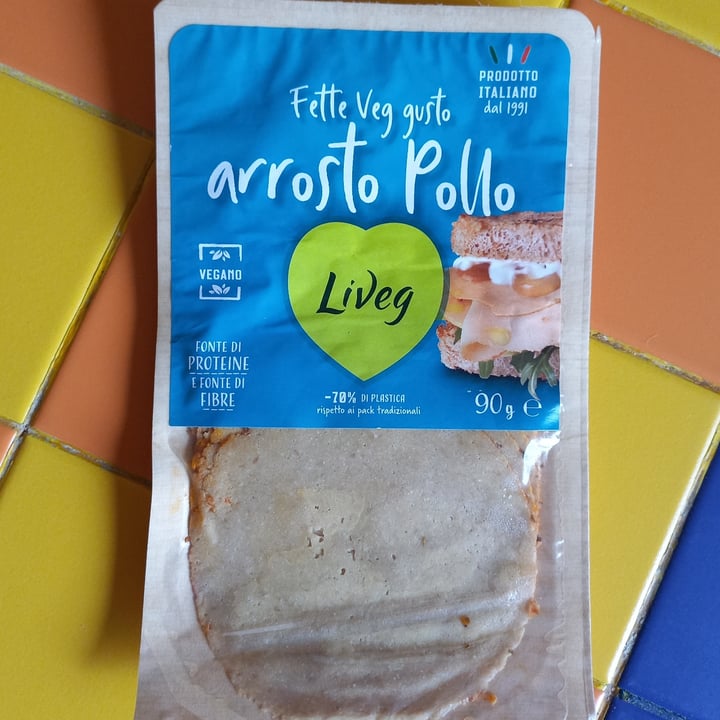 PRODOTTO
ITALIANO
dal 1991
Fette Veg gusto
arrosto Pollo
VEGANO
LiVeg
FONTE DI
PROTEINE
E FONTE DI
FIBRE
-70% DI PLASTICA
rispetto ai pack tradizionali
90g ℮